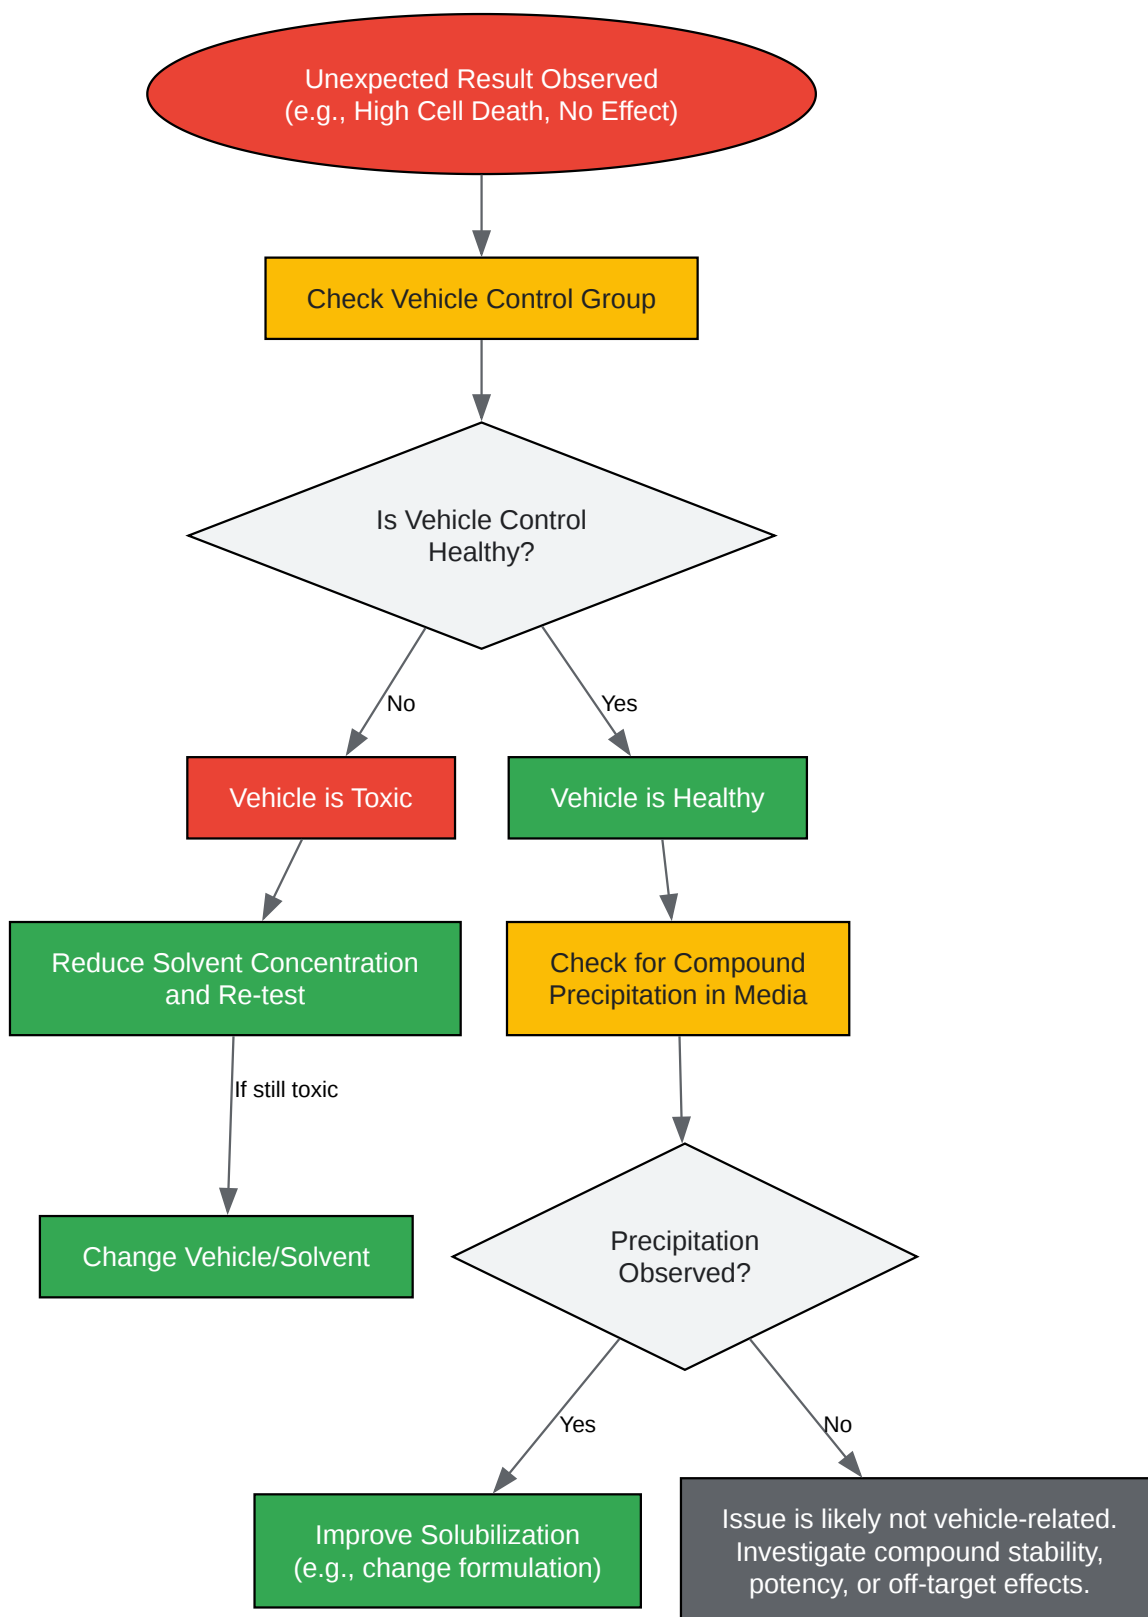 Unexpected Result Observed
(e.g., High Cell Death, No Effect)
Check Vehicle Control Group
Is Vehicle Control
Healthy?
No
Yes
Vehicle is Toxic
Vehicle is Healthy
Reduce Solvent Concentration
and Re-test
Check for Compound
Precipitation in Media
If still toxic
Change Vehicle/Solvent
Precipitation
Observed?
Yes
No
Improve Solubilization
(e.g., change formulation)
Issue is likely not vehicle-related.
Investigate compound stability,
potency, or off-target effects.